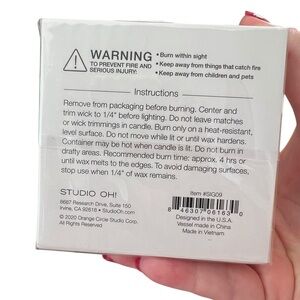 WARNING
TO PREVENT FIRE AND
SERIOUS INJURY:
• Burn within sight
• Keep away from things that catch fire
• Keep away from children and pets
Instructions
Remove from packaging before burning. Center and
trim wick to 1/4" before lighting. Do not leave matches
or wick trimmings in candle. Burn only on a heat-resistant,
level surface. Do not move while lit or until wax hardens.
Container may be hot when candle is lit. Do not burn in
drafty areas. Recommended burn time: approx. 4 hrs or
until wax melts to the edges. To avoid damaging surfaces,
stop use when 1/4" of wax remains.
STUDIO OH!
8667 Research Drive, Suite 150
Irvine, CA 92618 • StudioOh.com
© 2020 Orange Circle Studio Corp.
All Rights Reserved.
Item #SIG09
8 46307 06163 0
Designed in the U.S.A.
Vessel made in China
Made in Vietnam